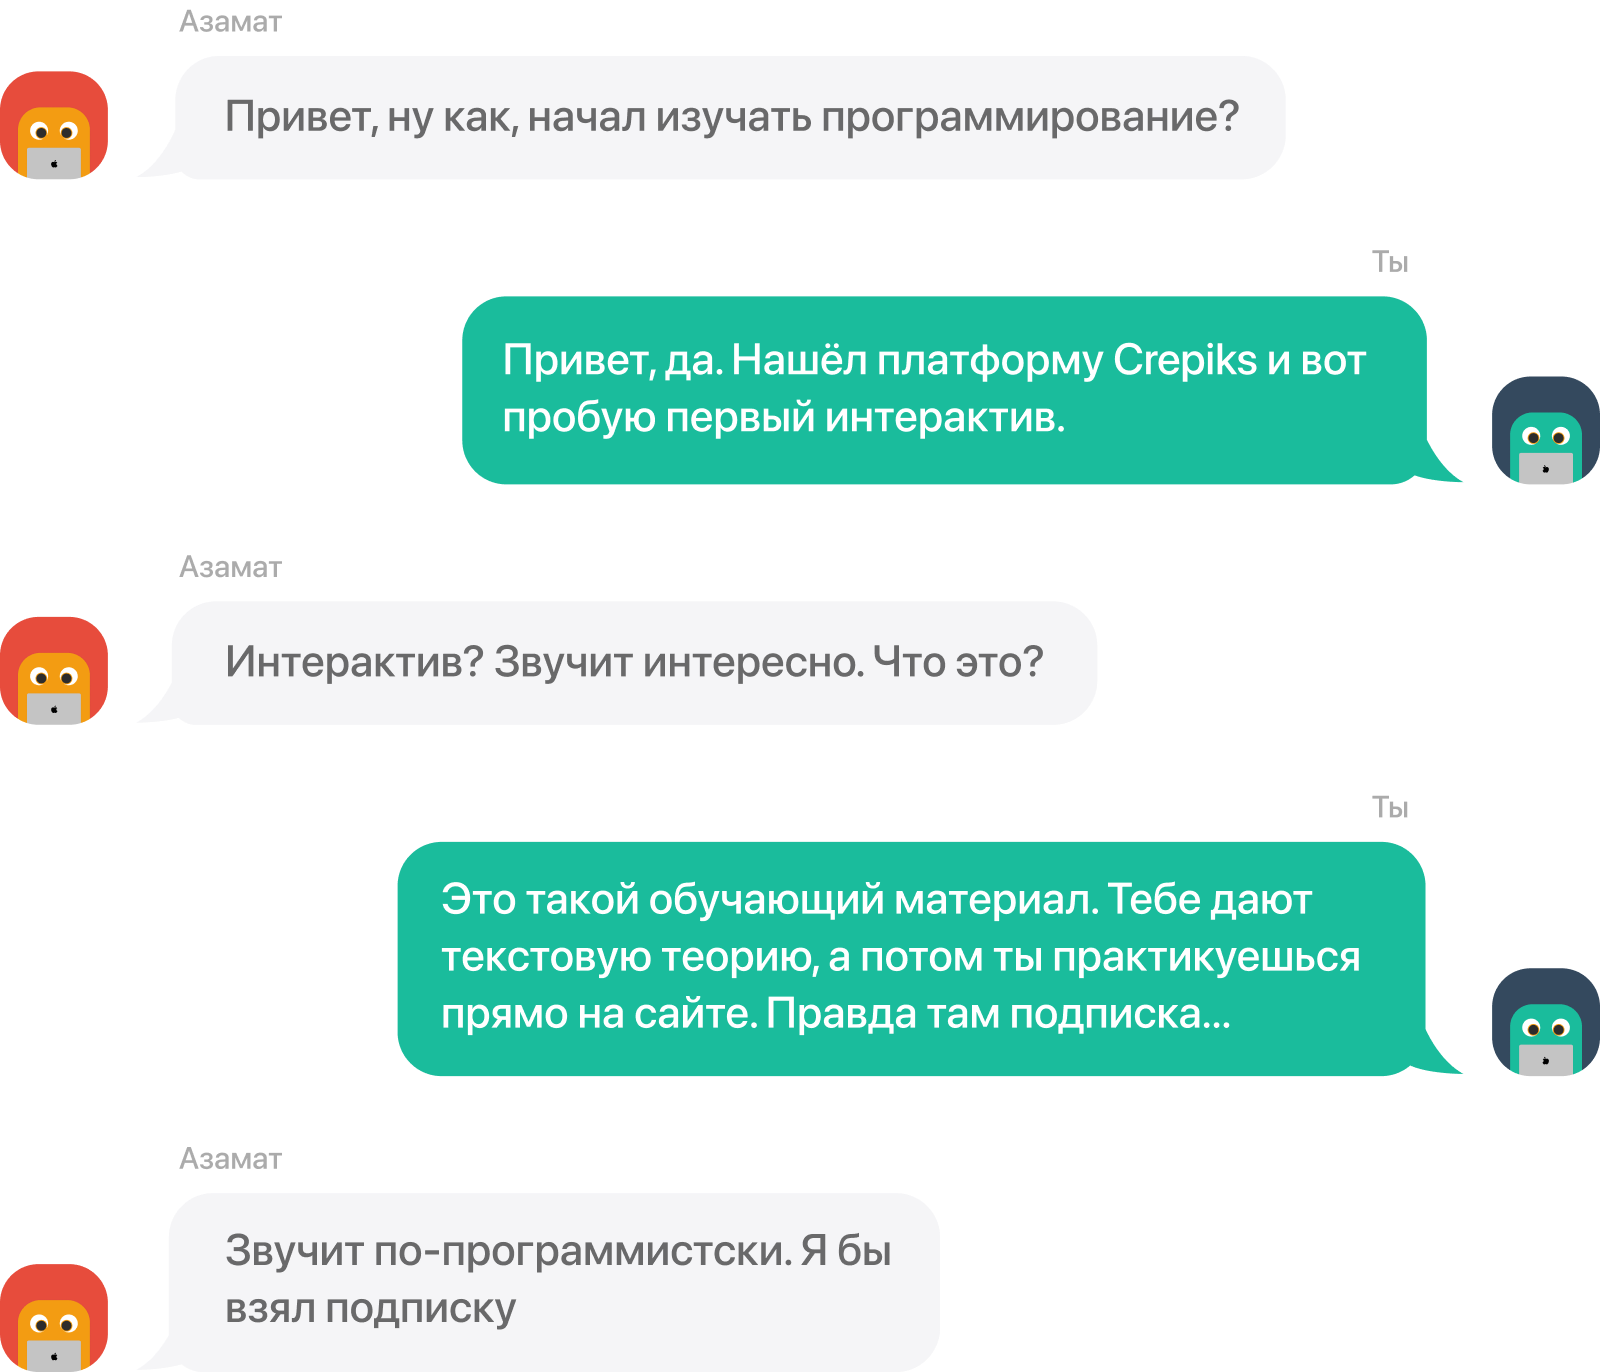 Азамат
Привет, ну как, начал изучать программирование?
Ты
Привет, да. Нашёл платформу Crepiks и вот
пробую первый интерактив.
Азамат
Интерактив? Звучит интересно. Что это?
Ты
Это такой обучающий материал. Тебе дают
текстовую теорию, а потом ты практикуешься
прямо на сайте. Правда там подписка...
Азамат
Звучит по-программистски. Я бы
взял подписку